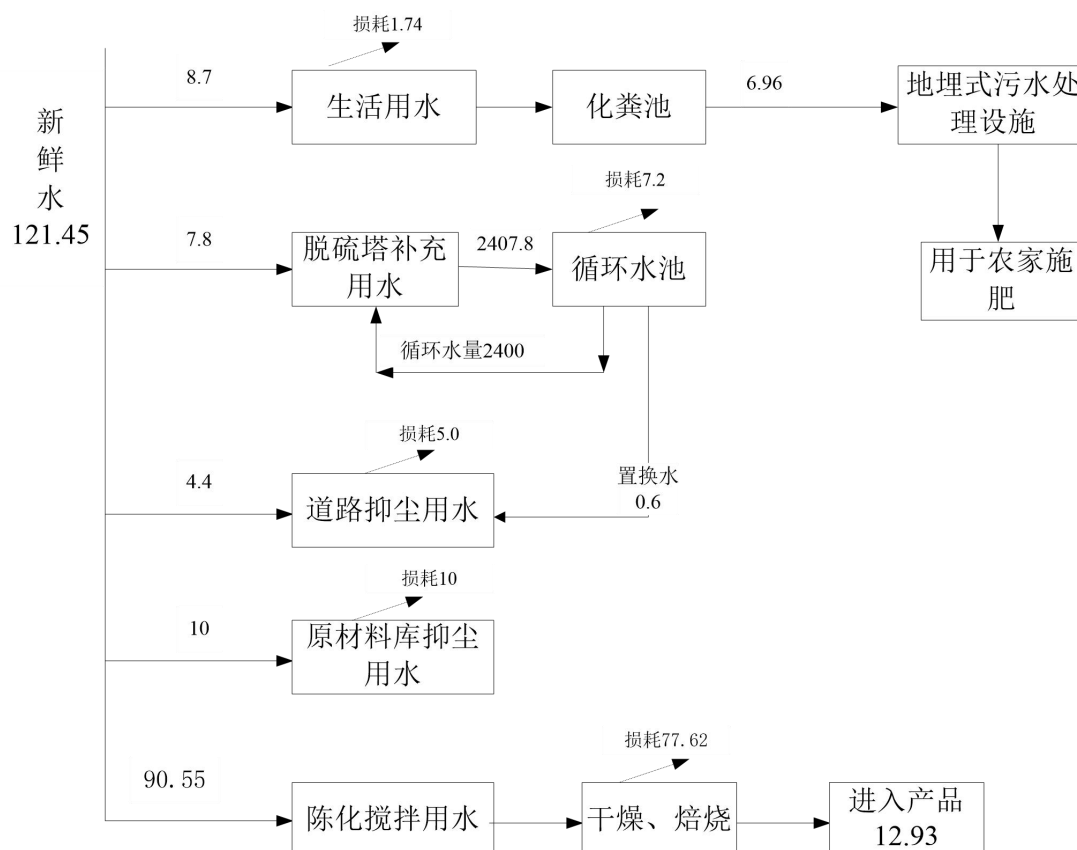 新
鲜
水
121.45
损耗1.74
8.7
生活用水
化粪池
6.96
地埋式污水处
理设施
用于农家施
肥
7.8
脱硫塔补充
用水
2407.8
损耗7.2
循环水池
循环水量2400
置换水
0.6
损耗5.0
4.4
道路抑尘用水
损耗10
10
原材料库抑尘
用水
90.55
陈化搅拌用水
损耗77.62
干燥、焙烧
进入产品
12.93